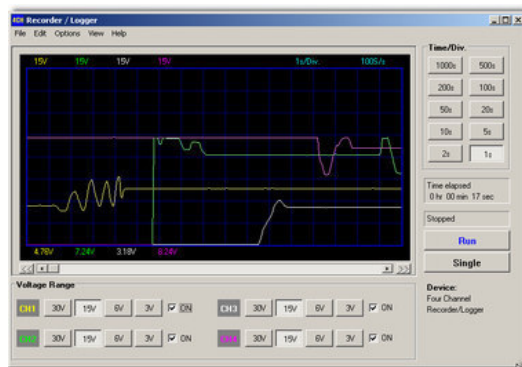 4CH Recorder / Logger
File Edit Options View Help
15V 15V 15V 15V 1s/Div. 100S/s
4.76V 7.24V 3.18V 6.24V
Time/Div.
1000s 500s
200s 100s
50s 20s
10s 5s
2s 1s
Time elapsed
0 hr 00 min 17 sec
Stopped
Run
Single
Device:
Four Channel
Recorder/Logger
Voltage Range
CH1 30V 15V 6V 3V ON
CH3 30V 15V 6V 3V ON
CH2 30V 15V 6V 3V ON
CH4 30V 15V 6V 3V ON